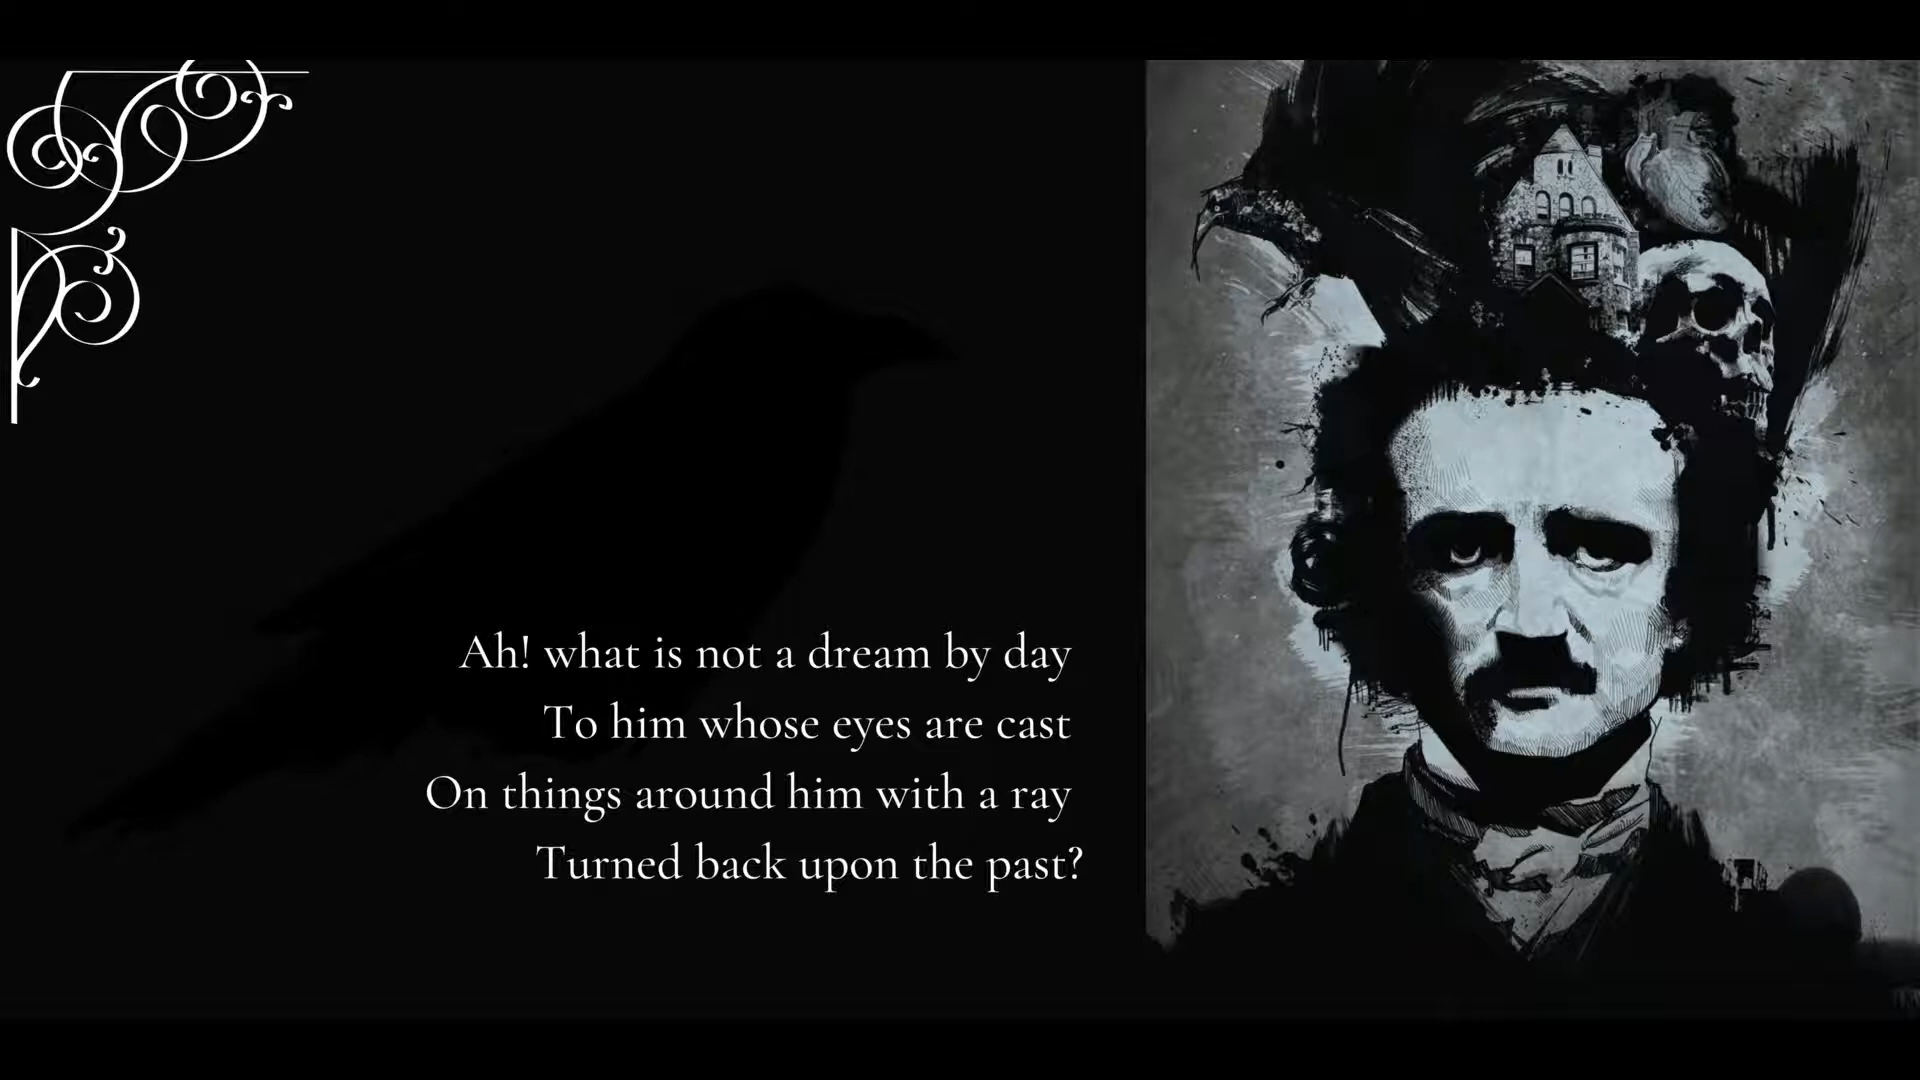 Ah! what is not a dream by day
To him whose eyes are cast
On things around him with a ray
Turned back upon the past?